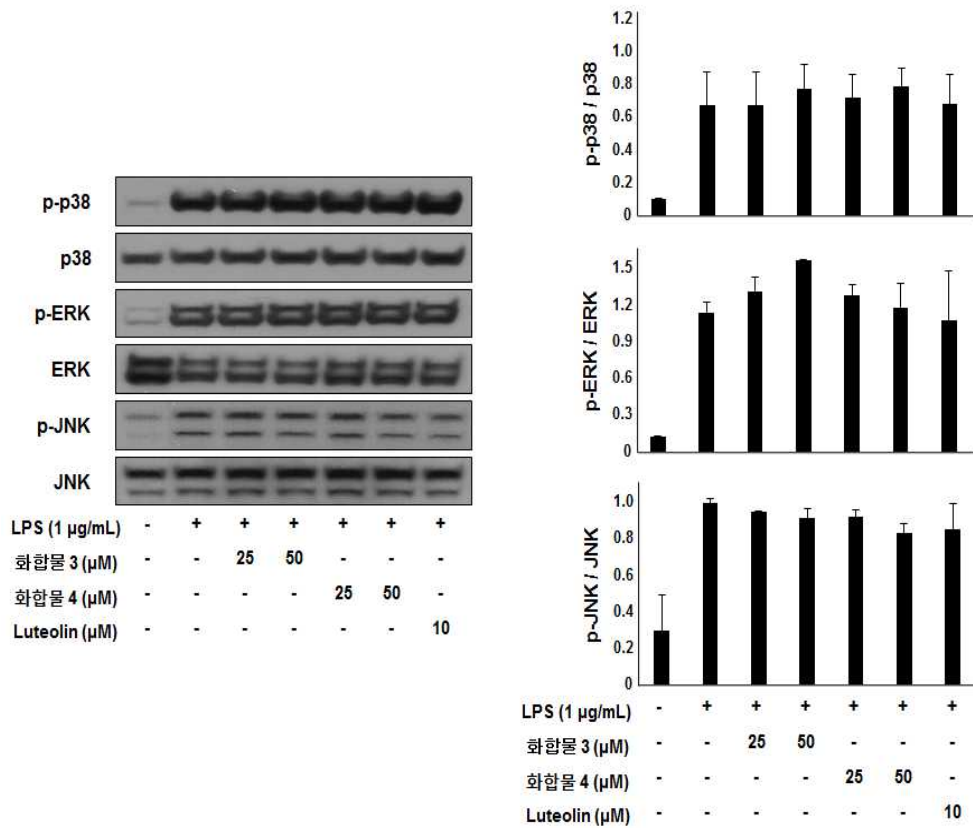 p-p38
p38
p-ERK
ERK
p-JNK
JNK
LPS (1 µg/mL) - + + + + + +
화합물 3 (µM) - - 25 50 - - -
화합물 4 (µM) - - - - 25 50 -
Luteolin (µM) - - - - - - 10
p-p38 / p38
1.2
1.0
0.8
0.6
0.4
0.2
0
p-ERK / ERK
1.5
1.2
0.9
0.6
0.3
0
p-JNK / JNK
1.0
0.8
0.6
0.4
0.2
0
LPS (1 µg/mL) - + + + + + +
화합물 3 (µM) - - 25 50 - - -
화합물 4 (µM) - - - - 25 50 -
Luteolin (µM) - - - - - - 10